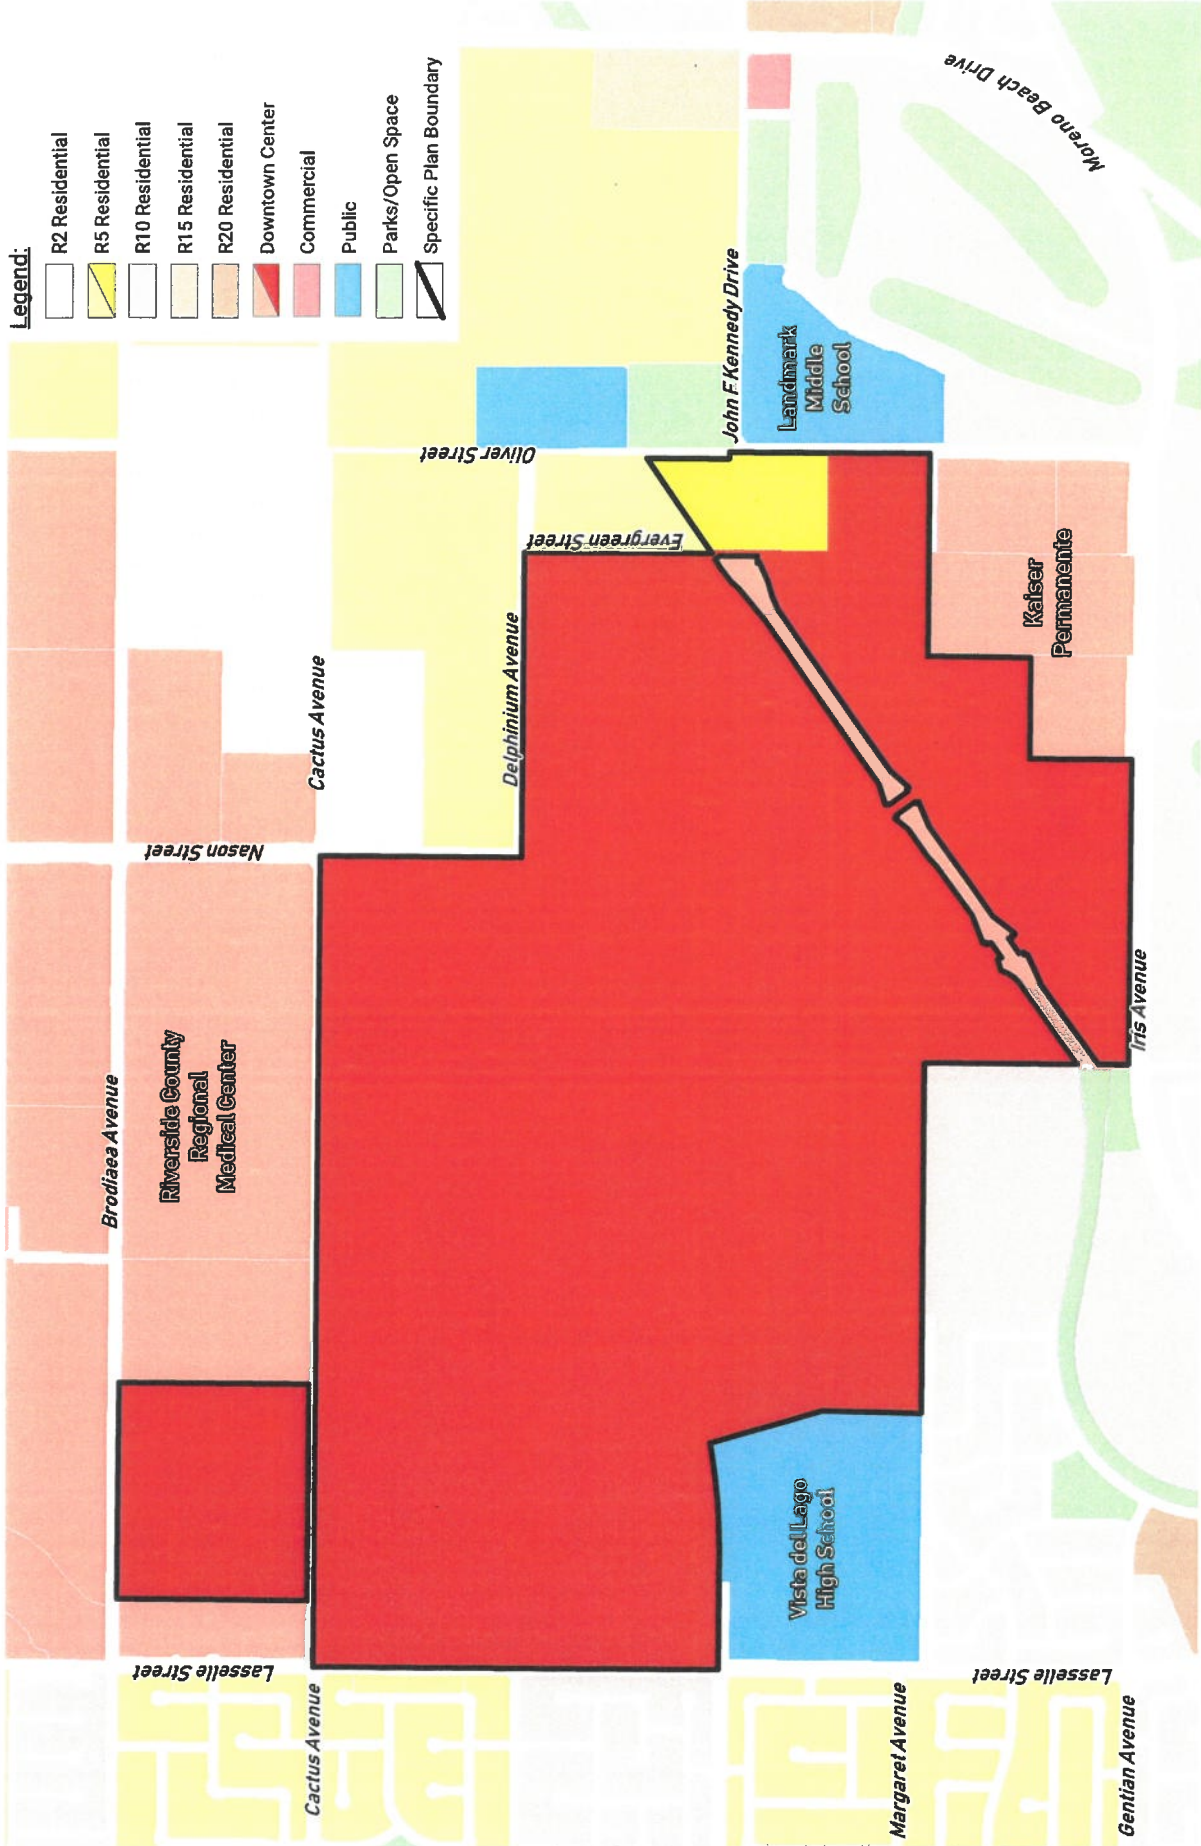 Legend:
R2 Residential
R5 Residential
R10 Residential
R15 Residential
R20 Residential
Downtown Center
Commercial
Public
Parks/Open Space
Specific Plan Boundary
Brodiaea Avenue
Riverside County
Regional
Medical Center
Nason Street
Lasselle Street
Cactus Avenue
Cactus Avenue
Oliver Street
Delphinium Avenue
Evergreen Street
John F Kennedy Drive
Landmark
Middle
School
Moreno Beach Drive
Vista del Lago
High School
Kaiser
Permanente
Margaret Avenue
Lasselle Street
Iris Avenue
Gentian Avenue